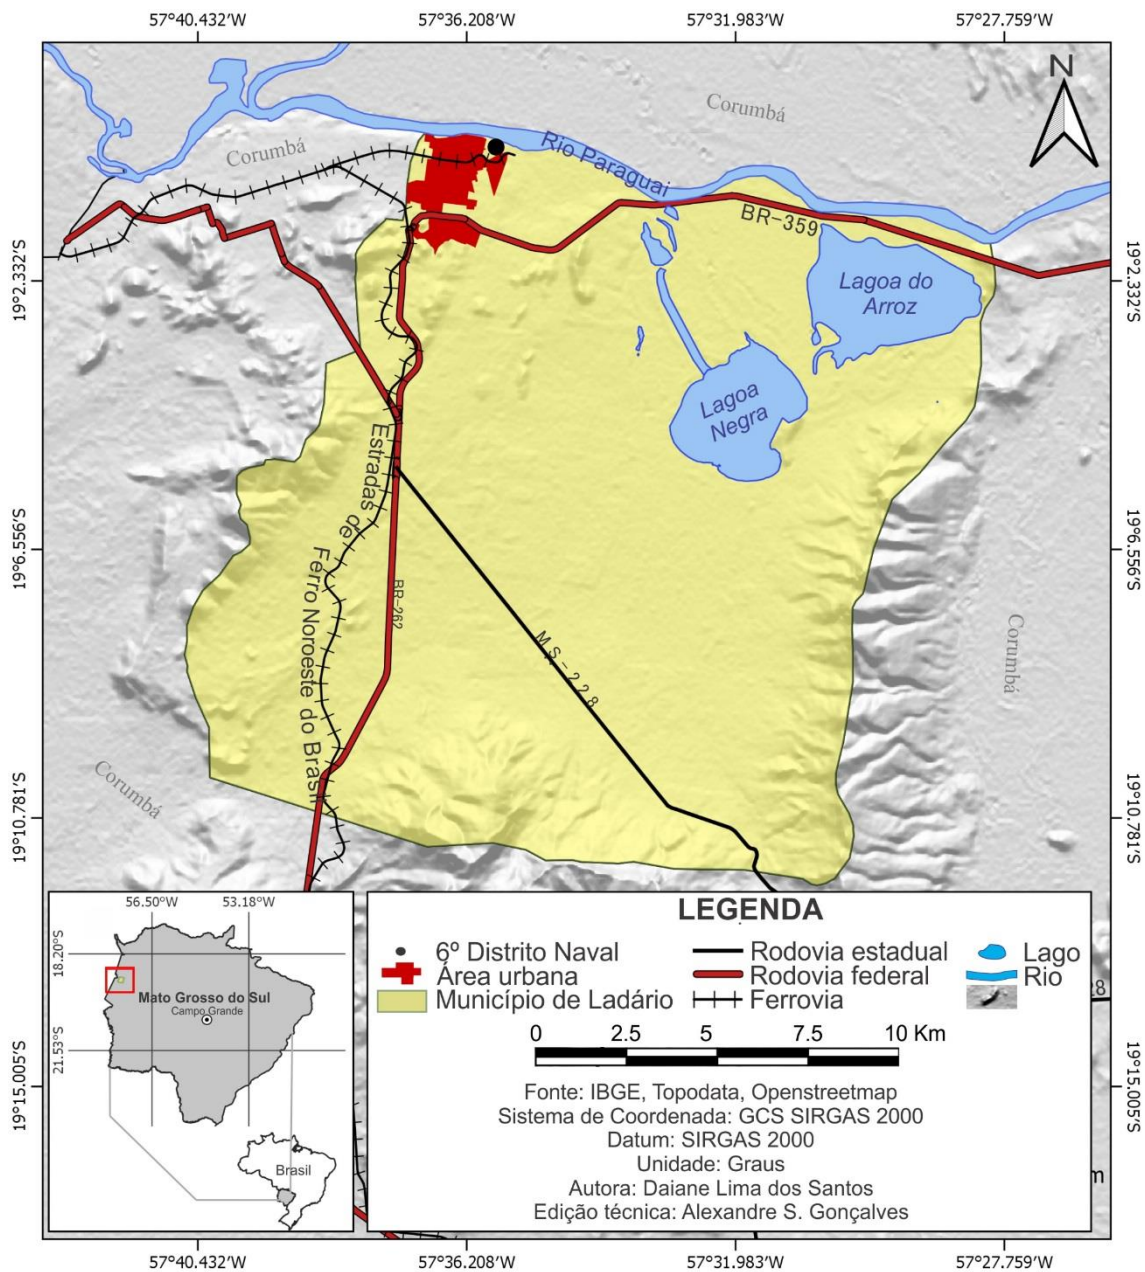 57°40.432'W 57°36.208'W 57°31.983'W 57°27.759'W
N
Corumbá
Corumbá
Rio Paraguai
BR-359
19°2.332'S
19°2.332'S
Lagoa do
Arroz
Lagoa
Negra
Estradas de
Ferro Noroeste do Brasil
19°6.556'S
19°6.556'S
BR-262
MS-228
Corumbá
Corumbá
19°10.781'S
19°10.781'S
56.50°W 53.18°W
18.20°S
Mato Grosso do Sul
Campo Grande
21.53°S
Brasil
LEGENDA
6º Distrito Naval
Área urbana
Município de Ladário
Rodovia estadual
Rodovia federal
Ferrovia
Lago
Rio
28
0 2.5 5 7.5 10 Km
Fonte: IBGE, Topodata, Openstreetmap
Sistema de Coordenada: GCS SIRGAS 2000
Datum: SIRGAS 2000
Unidade: Graus
Autora: Daiane Lima dos Santos
Edição técnica: Alexandre S. Gonçalves
m
19°15.005'S
19°15.005'S
57°40.432'W 57°36.208'W 57°31.983'W 57°27.759'W